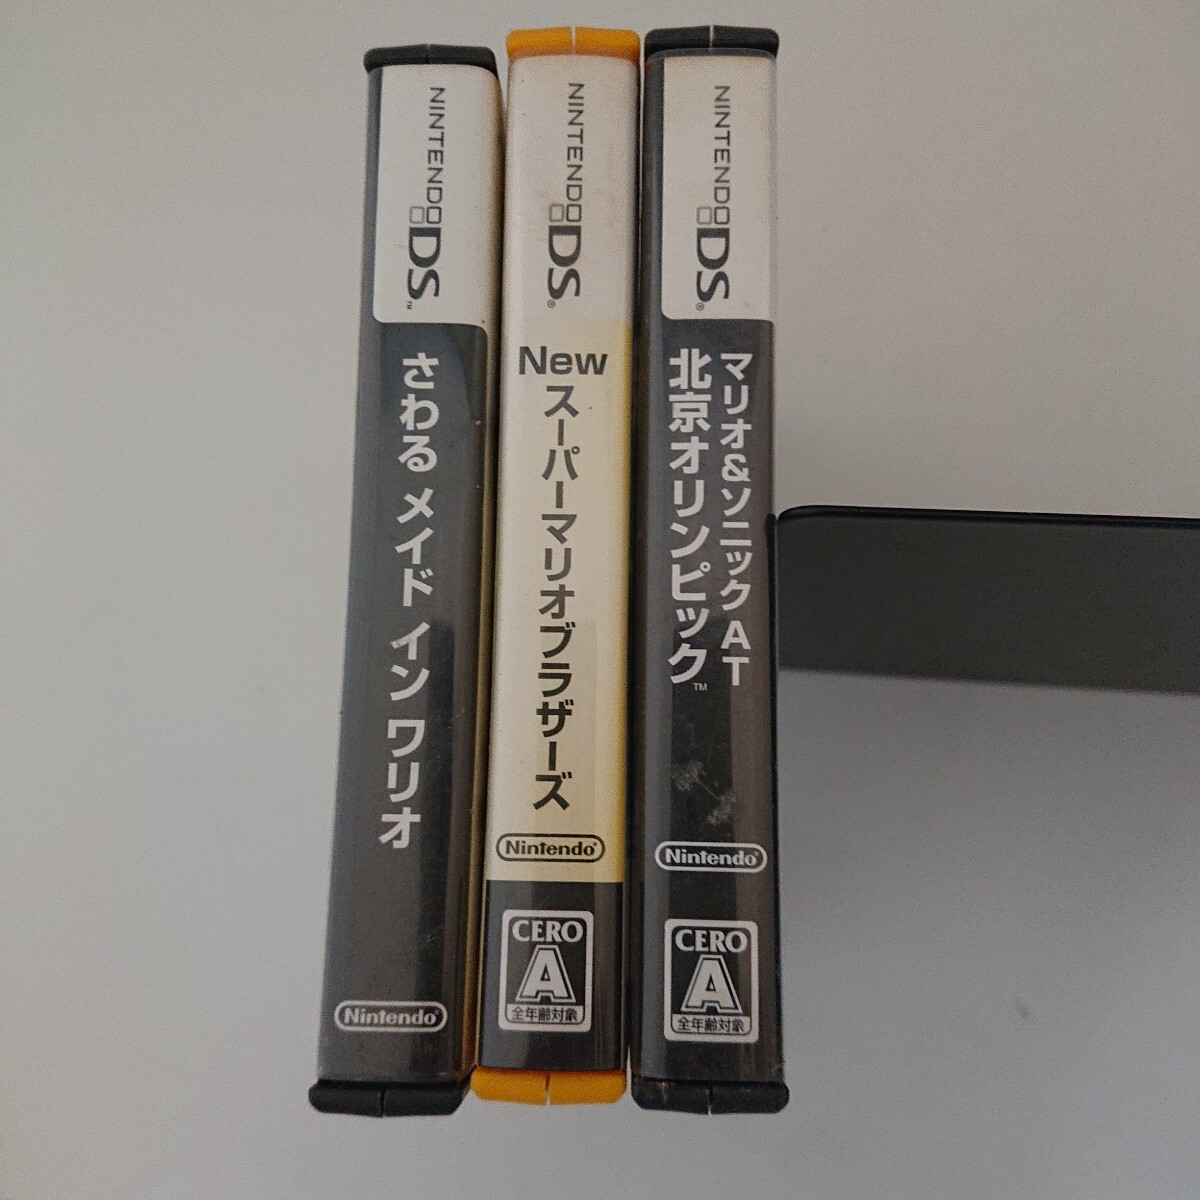 NINTENDO DS™
さわる メイド イン ワリオ
Nintendo®
NINTENDO DS®
New
スーパーマリオブラザーズ
Nintendo®
CERO
A
全年齢対象
NINTENDO DS®
マリオ&ソニック AT
北京オリンピック™
Nintendo®
CERO
A
全年齢対象